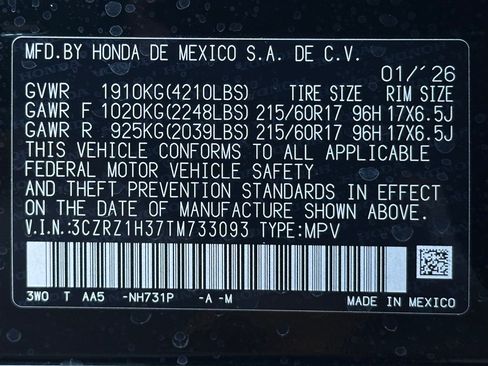 MFD.BY HONDA DE MEXICO S.A. DE C.V.
01/´26
GVWR 1910KG(4210LBS) TIRE SIZE RIM SIZE
GAWR F 1020KG(2248LBS) 215/60R17 96H 17X6.5J
GAWR R 925KG(2039LBS) 215/60R17 96H 17X6.5J
THIS VEHICLE CONFORMS TO ALL APPLICABLE
FEDERAL MOTOR VEHICLE SAFETY
AND THEFT PREVENTION STANDARDS IN EFFECT
ON THE DATE OF MANUFACTURE SHOWN ABOVE.
V.I.N.:3CZRZ1H37TM733093 TYPE:MPV
3W0 T AA5 -NH731P -A -M
MADE IN MEXICO